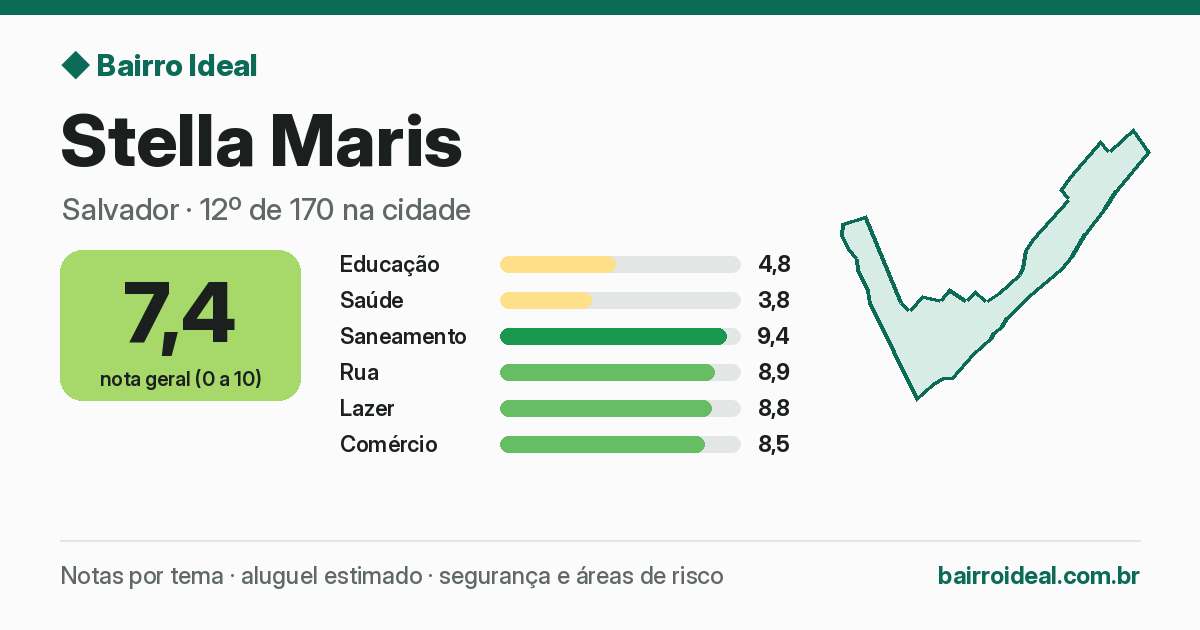 Bairro Ideal
Stella Maris
Salvador · 12º de 170 na cidade
7,4
nota geral (0 a 10)
Educação 4,8
Saúde 3,8
Saneamento 9,4
Rua 8,9
Lazer 8,8
Comércio 8,5
Notas por tema · aluguel estimado · segurança e áreas de risco
bairroideal.com.br